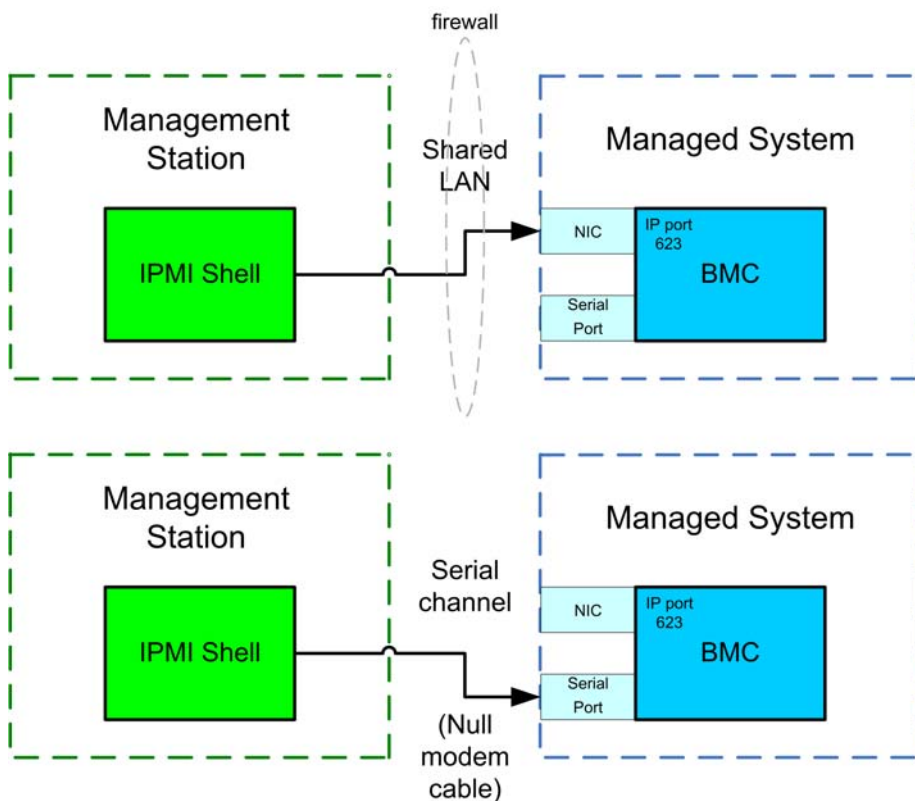 firewall
Management
Station
Shared
LAN
Managed System
IPMI Shell
NIC
IP port
623
BMC
Serial
Port
Management
Station
Managed System
Serial
channel
IPMI Shell
NIC
IP port
623
BMC
Serial
Port
(Null
modem
cable)